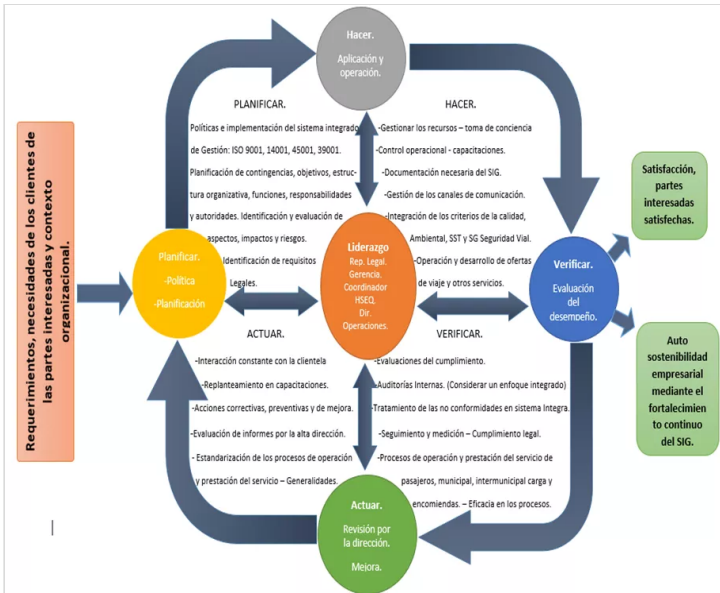 Hacer.
Aplicación y
operación.
PLANIFICAR.
Políticas e implementación del sistema integrado
de Gestión: ISO 9001, 14001, 45001, 39001.
Planificación de contingencias, objetivos, estruc-
tura organizativa, funciones, responsabilidades
y autoridades. Identificación y evaluación de
aspectos, impactos y riesgos.
Identificación de requisitos
Legales.
HACER.
-Gestionar los recursos – toma de conciencia
-Control operacional - capacitaciones.
-Documentación necesaria del SIG.
-Gestión de los canales de comunicación.
-Integración de los criterios de la calidad,
Ambiental, SST y SG Seguridad Vial.
-Operación y desarrollo de ofertas
de viaje y otros servicios.
Requerimientos, necesidades de los clientes de
las partes interesadas y contexto
organizacional.
Planificar.
-Política
-Planificación
Liderazgo
Rep. Legal.
Gerencia.
Coordinador
HSEQ.
Dir.
Operaciones.
Verificar.
Evaluación
del
desempeño.
Satisfacción,
partes
interesadas
satisfechas.
Auto
sostenibilidad
empresarial
mediante el
fortalecimien
to continuo
del SIG.
ACTUAR.
-Interacción constante con la clientela
-Replanteamiento en capacitaciones.
-Acciones correctivas, preventivas y de mejora.
-Evaluación de informes por la alta dirección.
- Estandarización de los procesos de operación
y prestación del servicio – Generalidades.
VERIFICAR.
-Evaluaciones del cumplimiento.
-Auditorías Internas. (Considerar un enfoque integrado)
-Tratamiento de las no conformidades en sistema Integra.
-Seguimiento y medición – Cumplimiento legal.
-Procesos de operación y prestación del servicio de
pasajeros, municipal, intermunicipal carga y
encomiendas. – Eficacia en los procesos.
Actuar.
Revisión por
la dirección.
Mejora.